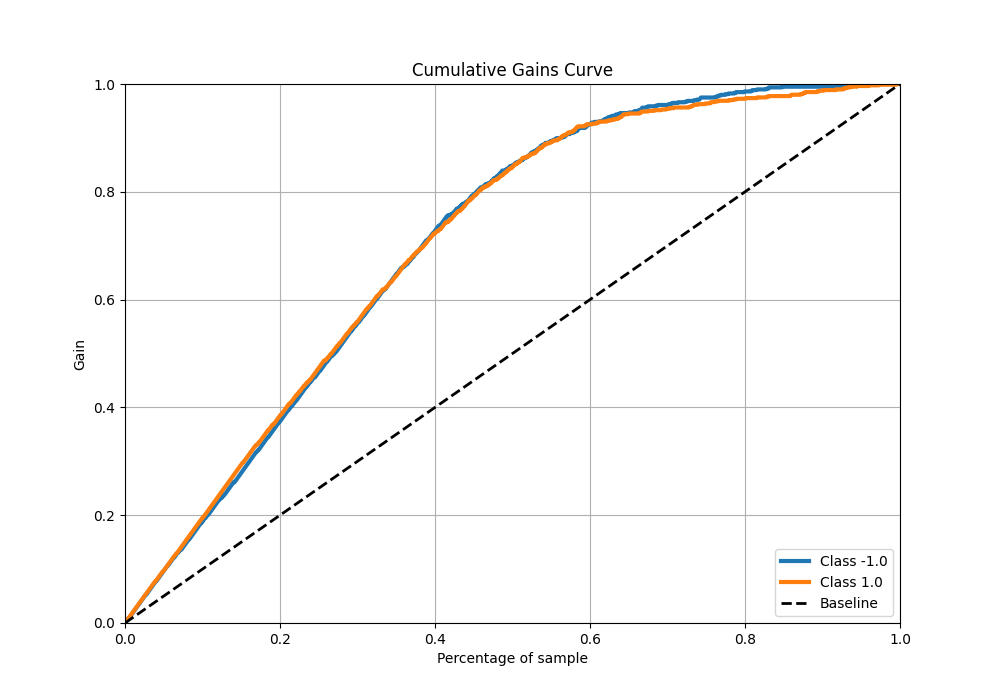 Cumulative Gains Curve
1.0
0.8
0.6
0.4
0.2
0.0
Gain
0.0 0.2 0.4 0.6 0.8 1.0
Percentage of sample
Class -1.0
Class 1.0
Baseline